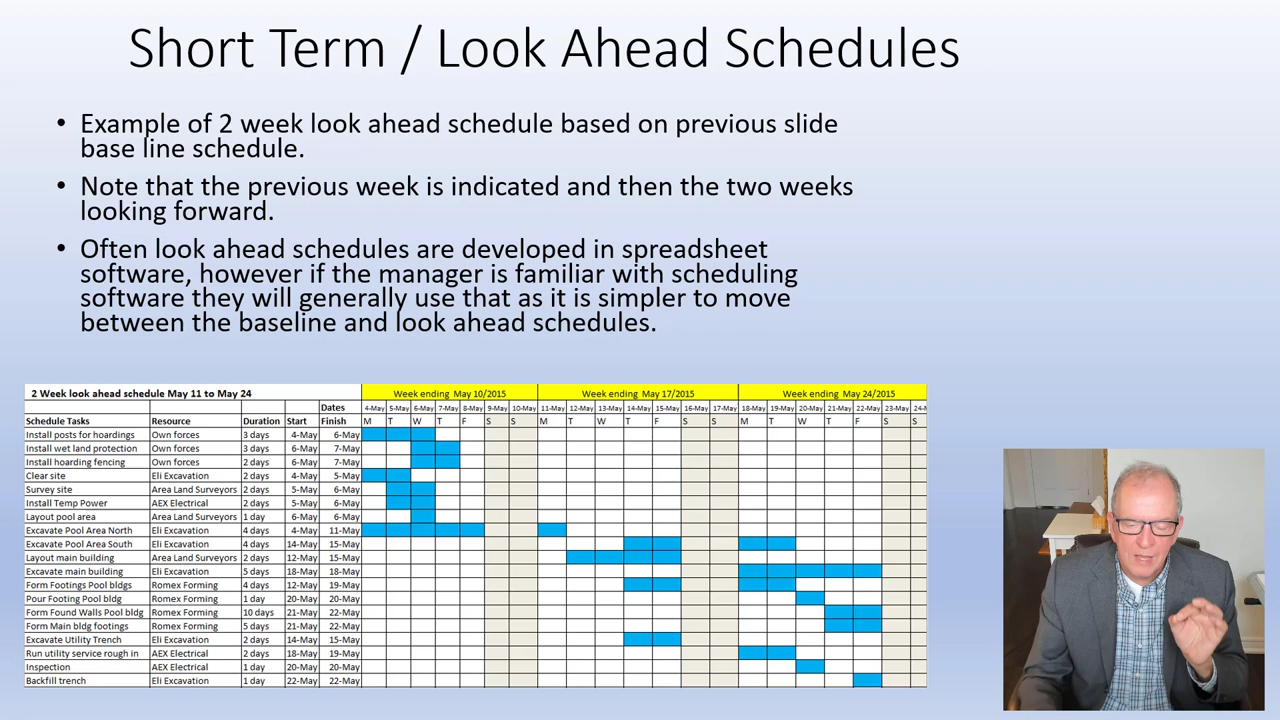 Short Term / Look Ahead Schedules
• Example of 2 week look ahead schedule based on previous slide
base line schedule.
• Note that the previous week is indicated and then the two weeks
looking forward.
• Often look ahead schedules are developed in spreadsheet
software, however if the manager is familiar with scheduling
software they will generally use that as it is simpler to move
between the baseline and look ahead schedules.
2 Week look ahead schedule May 11 to May 24 Week ending May 10/2015 Week ending May 17/2015 Week ending May 24/2015
Dates 4-May 5-May 6-May 7-May 8-May 9-May 10-May 11-May 12-May 13-May 14-May 15-May 16-May 17-May 18-May 19-May 20-May 21-May 22-May 23-May 24-M
Schedule Tasks Resource Duration Start Finish M T W T F S S M T W T F S S M T W T F S S
Install posts for hoardings Own forces 3 days 4-May 6-May
Install wet land protection Own forces 3 days 6-May 7-May
Install hoarding fencing Own forces 2 days 6-May 7-May
Clear site Eli Excavation 2 days 4-May 5-May
Survey site Area Land Surveyors 2 days 5-May 6-May
Install Temp Power AEX Electrical 2 days 5-May 6-May
Layout pool area Area Land Surveyors 1 day 6-May 6-May
Excavate Pool Area North Eli Excavation 4 days 4-May 11-May
Excavate Pool Area South Eli Excavation 4 days 14-May 15-May
Layout main building Area Land Surveyors 2 days 12-May 15-May
Excavate main building Eli Excavation 5 days 18-May 18-May
Form Footings Pool bldgs Romex Forming 4 days 12-May 19-May
Pour Footing Pool bldg Romex Forming 1 day 20-May 20-May
Form Found Walls Pool bldg Romex Forming 10 days 21-May 22-May
Form Main bldg footings Romex Forming 5 days 21-May 22-May
Excavate Utility Trench Eli Excavation 2 days 14-May 15-May
Run utility service rough in AEX Electrical 2 days 18-May 19-May
Inspection AEX Electrical 1 day 20-May 20-May
Backfill trench Eli Excavation 1 day 22-May 22-May